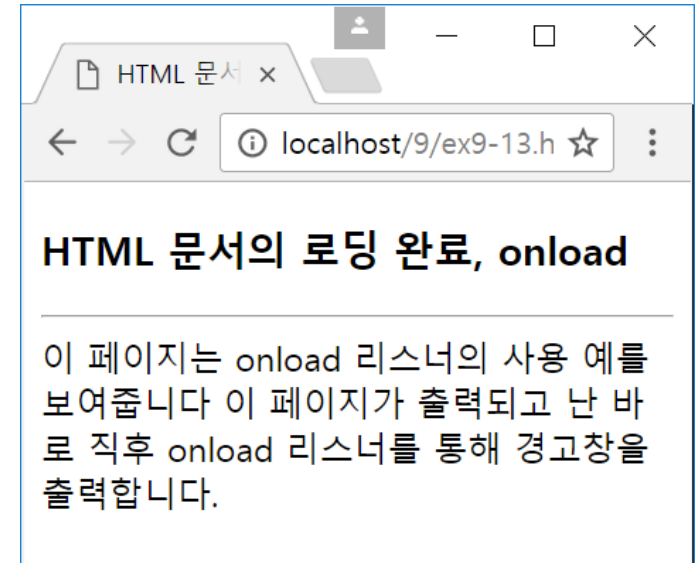 HTML 문서
localhost/9/ex9-13.h
HTML 문서의 로딩 완료, onload
이 페이지는 onload 리스너의 사용 예를
보여줍니다 이 페이지가 출력되고 난 바
로 직후 onload 리스너를 통해 경고창을
출력합니다.